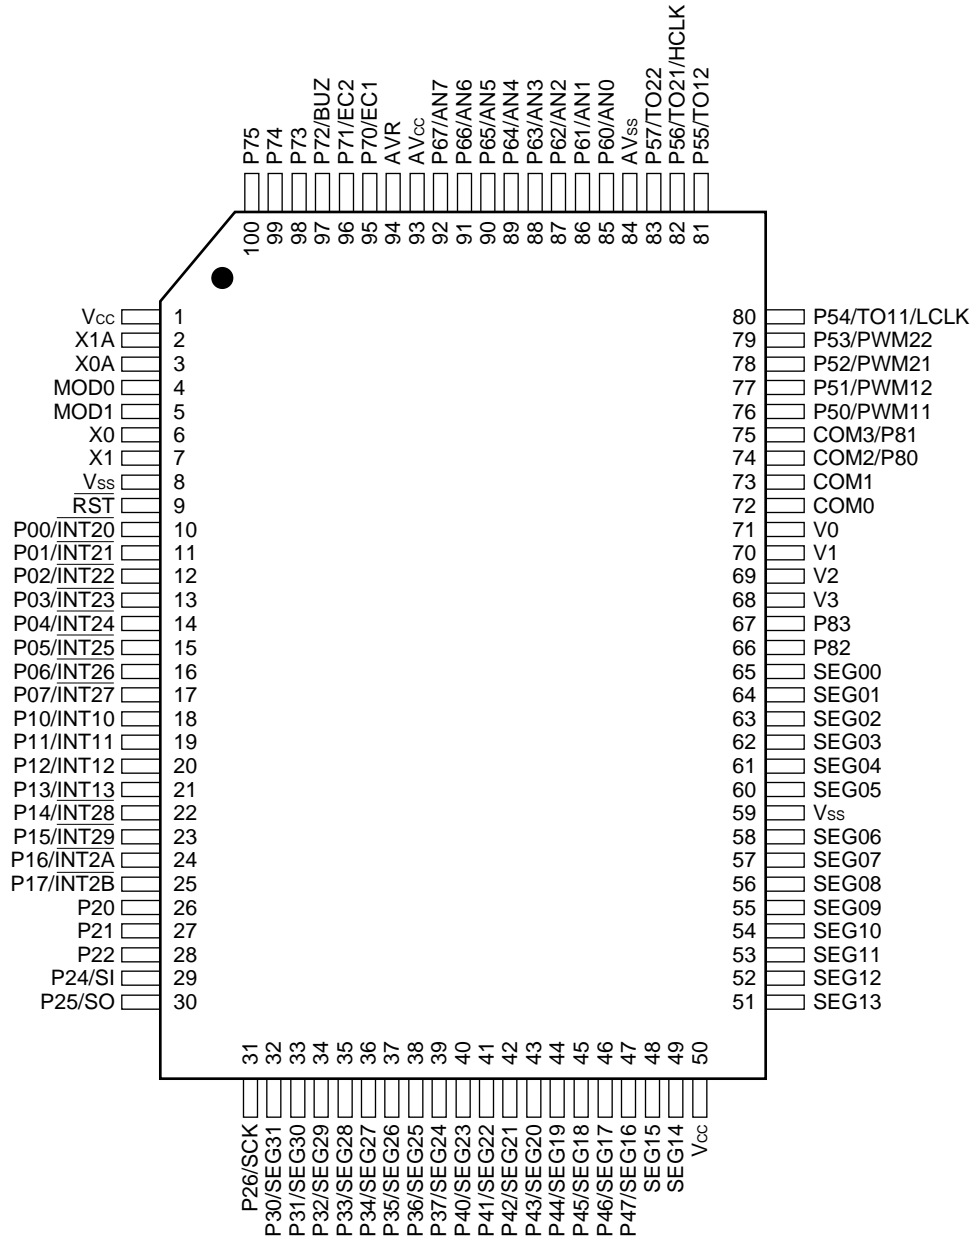 P75
P74
P73
P72/BUZ
P71/EC2
P70/EC1
AVR
AVcc
P67/AN7
P66/AN6
P65/AN5
P64/AN4
P63/AN3
P62/AN2
P61/AN1
P60/AN0
AVss
P57/TO22
P56/TO21/HCLK
P55/TO12
100
99
98
97
96
95
94
93
92
91
90
89
88
87
86
85
84
83
82
81
Vcc 1
X1A 2
X0A 3
MOD0 4
MOD1 5
X0 6
X1 7
Vss 8
RST 9
P00/INT20 10
P01/INT21 11
P02/INT22 12
P03/INT23 13
P04/INT24 14
P05/INT25 15
P06/INT26 16
P07/INT27 17
P10/INT10 18
P11/INT11 19
P12/INT12 20
P13/INT13 21
P14/INT28 22
P15/INT29 23
P16/INT2A 24
P17/INT2B 25
P20 26
P21 27
P22 28
P24/SI 29
P25/SO 30
80 P54/TO11/LCLK
79 P53/PWM22
78 P52/PWM21
77 P51/PWM12
76 P50/PWM11
75 COM3/P81
74 COM2/P80
73 COM1
72 COM0
71 V0
70 V1
69 V2
68 V3
67 P83
66 P82
65 SEG00
64 SEG01
63 SEG02
62 SEG03
61 SEG04
60 SEG05
59 Vss
58 SEG06
57 SEG07
56 SEG08
55 SEG09
54 SEG10
53 SEG11
52 SEG12
51 SEG13
31
32
33
34
35
36
37
38
39
40
41
42
43
44
45
46
47
48
49
50
P26/SCK
P30/SEG31
P31/SEG30
P32/SEG29
P33/SEG28
P34/SEG27
P35/SEG26
P36/SEG25
P37/SEG24
P40/SEG23
P41/SEG22
P42/SEG21
P43/SEG20
P44/SEG19
P45/SEG18
P46/SEG17
P47/SEG16
SEG15
SEG14
Vcc